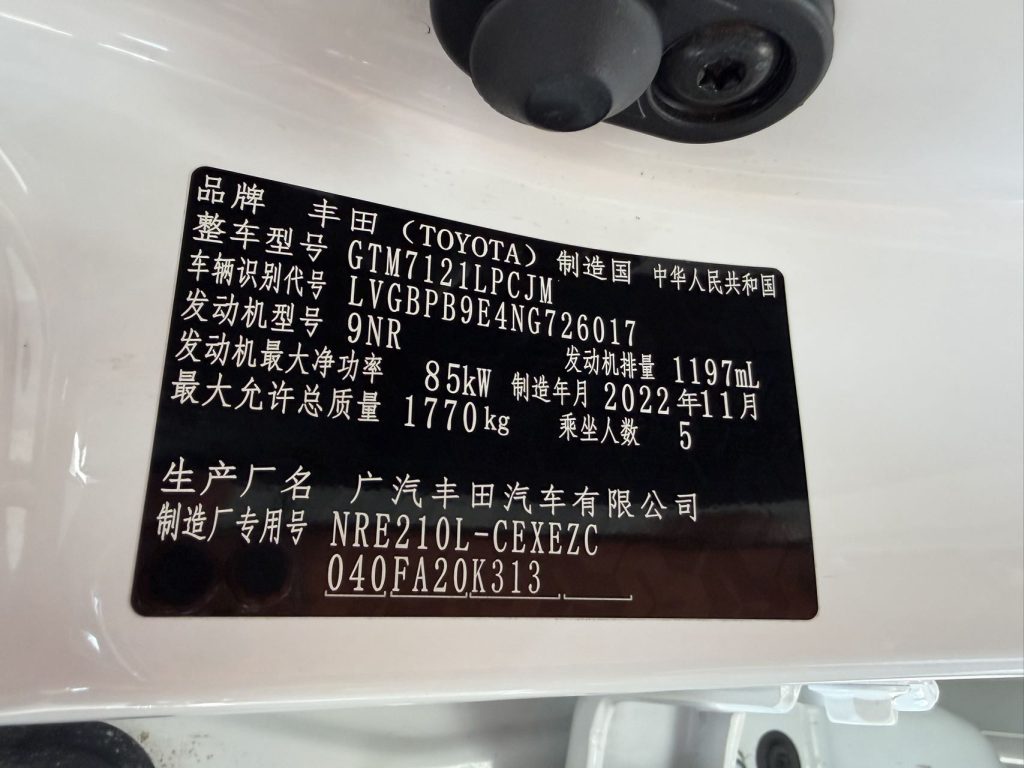 品牌 丰田（TOYOTA） 制造国 中华人民共和国
整车型号 GTM7121LPCJM
车辆识别代号 LVGBPB9E4NG726017
发动机型号 9NR 发动机排量 1197mL
发动机最大净功率 85kW 制造年月 2022年11月
最大允许总质量 1770kg 乘坐人数 5
生产厂名 广汽丰田汽车有限公司
制造厂专用号 NRE210L-CEXEZC
040FA20K313